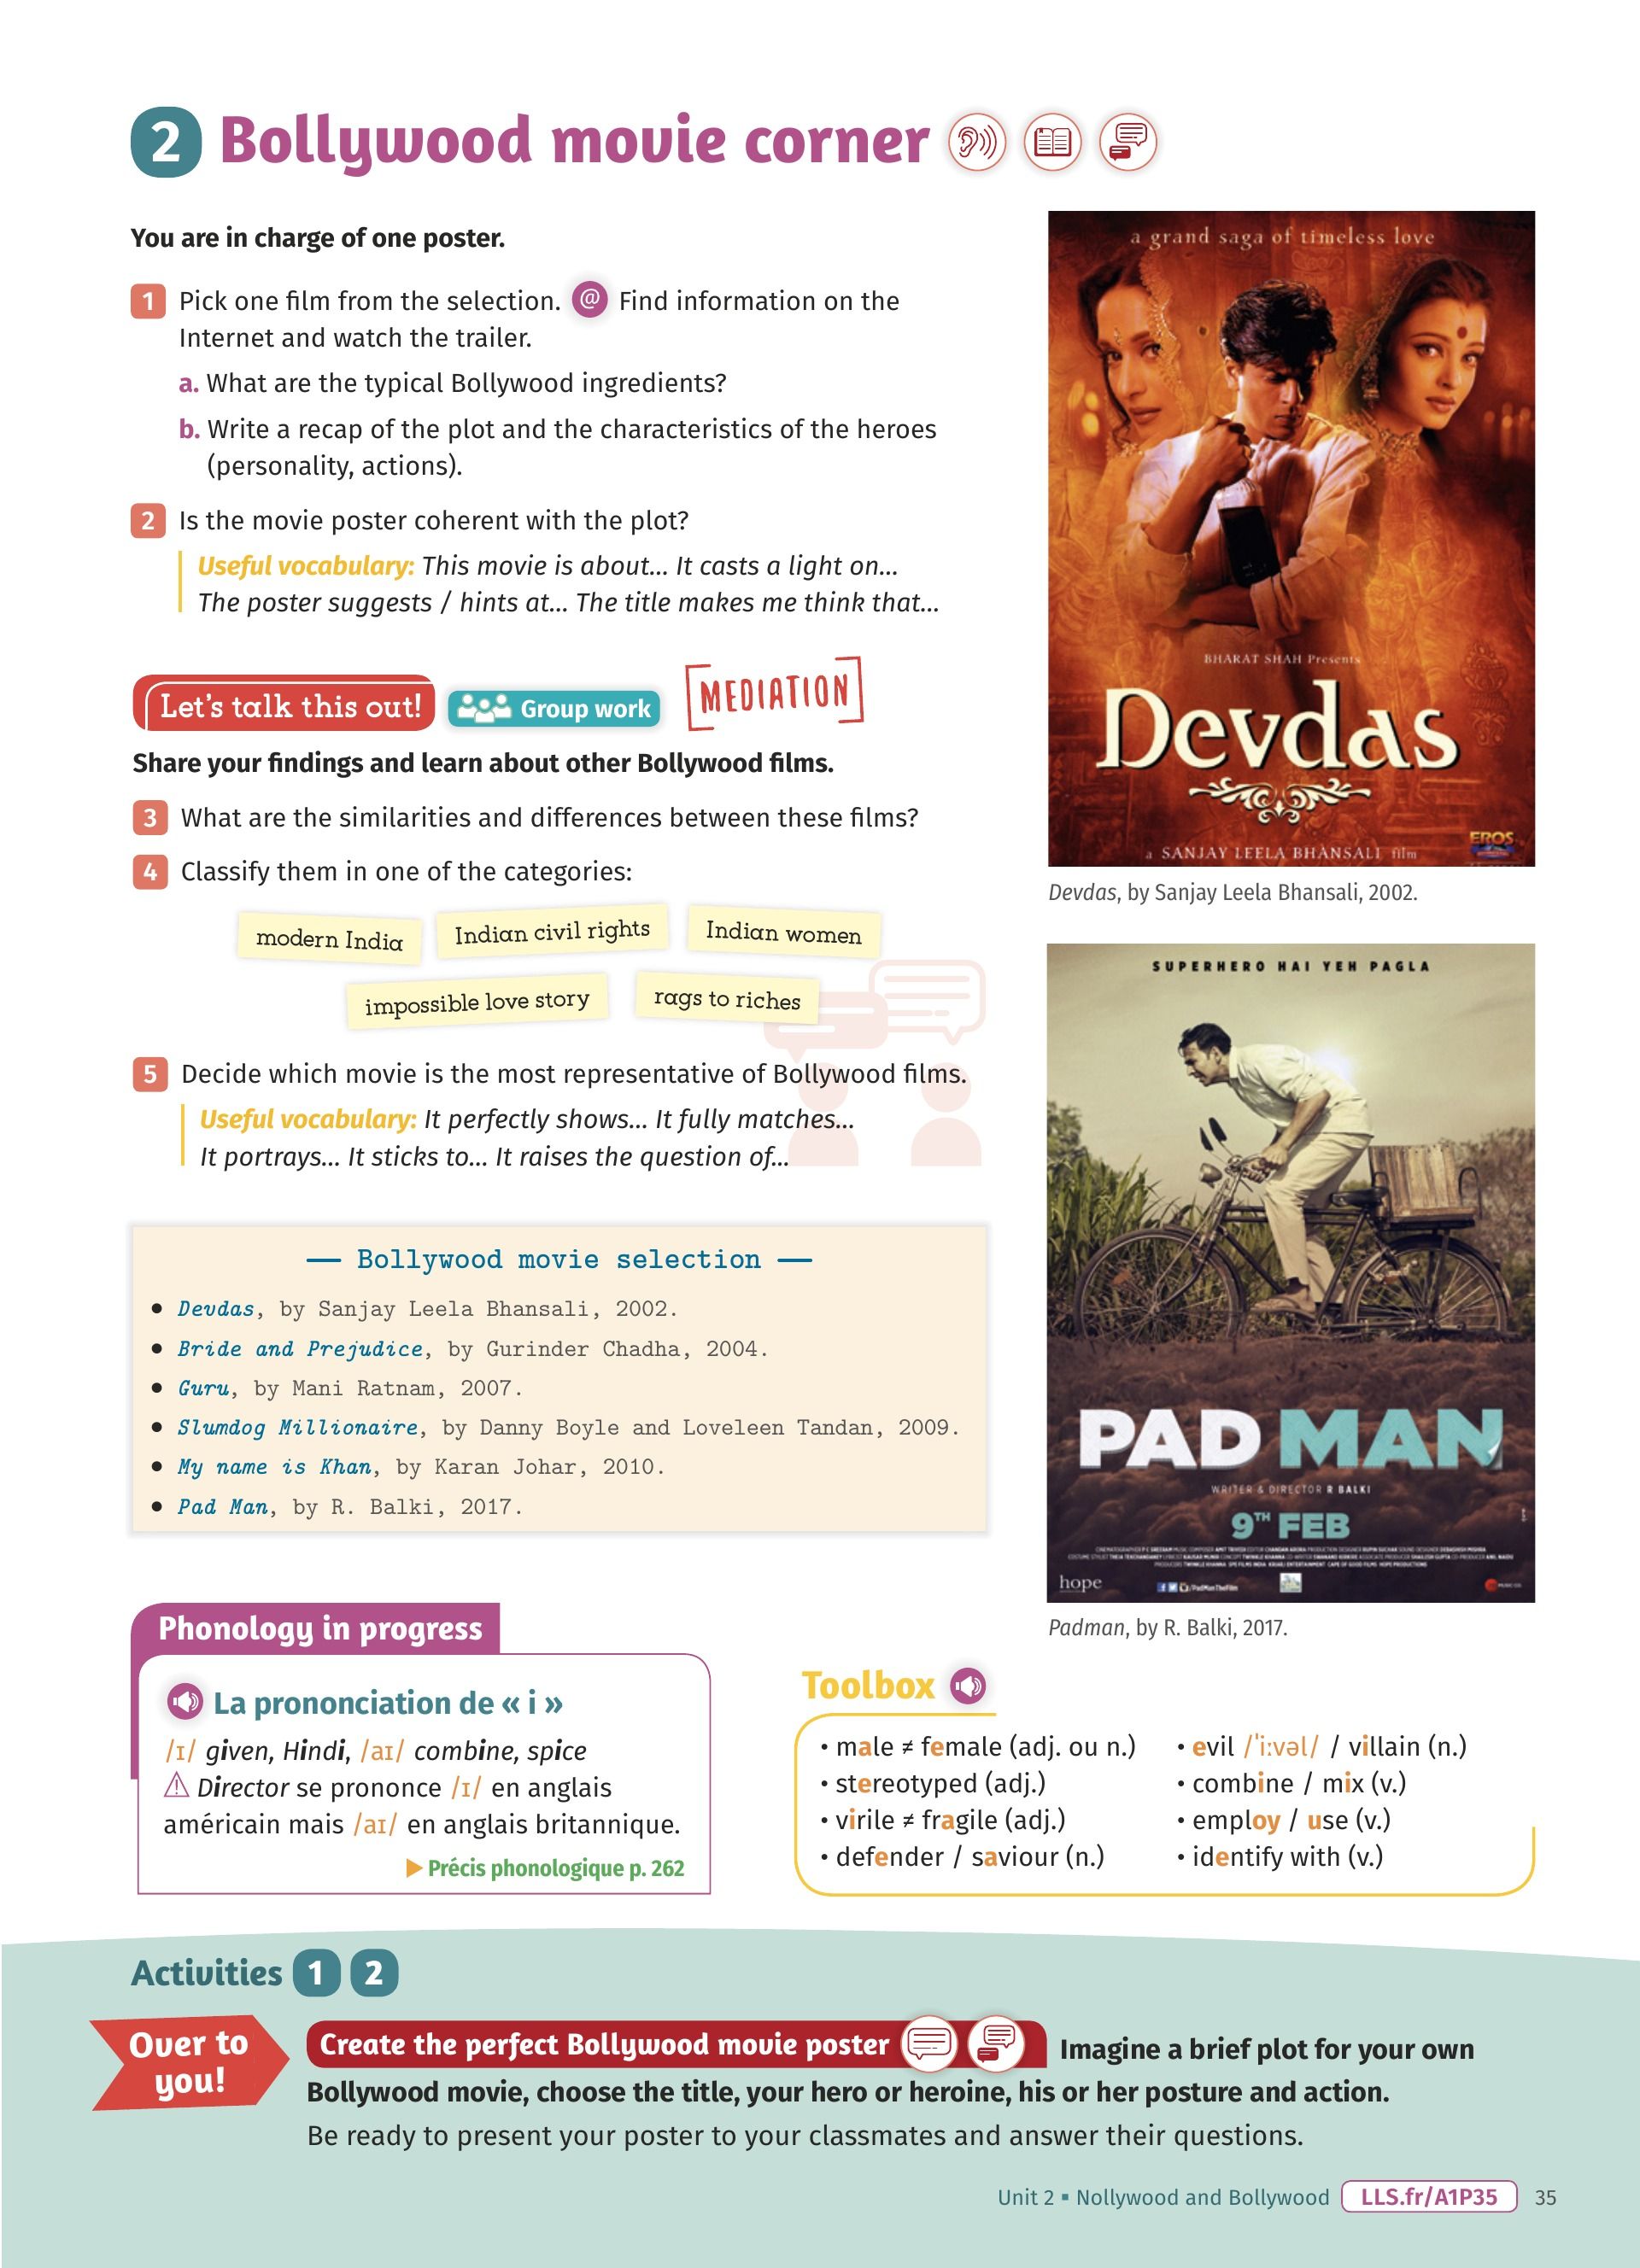 2 Bollywood movie corner
You are in charge of one poster.
1 Pick one film from the selection. @ Find information on the
Internet and watch the trailer.
a. What are the typical Bollywood ingredients?
b. Write a recap of the plot and the characteristics of the heroes
(personality, actions).
2 Is the movie poster coherent with the plot?
Useful vocabulary: This movie is about... It casts a light on...
The poster suggests / hints at... The title makes me think that...
Let's talk this out! Group work MEDIATION
Share your findings and learn about other Bollywood films.
3 What are the similarities and differences between these films?
4 Classify them in one of the categories:
modern India Indian civil rights Indian women
impossible love story rags to riches
5 Decide which movie is the most representative of Bollywood films.
Useful vocabulary: It perfectly shows... It fully matches...
It portrays... It sticks to... It raises the question of...
— Bollywood movie selection —
• Devdas, by Sanjay Leela Bhansali, 2002.
• Bride and Prejudice, by Gurinder Chadha, 2004.
• Guru, by Mani Ratnam, 2007.
• Slumdog Millionaire, by Danny Boyle and Loveleen Tandan, 2009.
• My name is Khan, by Karan Johar, 2010.
• Pad Man, by R. Balki, 2017.
a grand saga of timeless love
BHARAT SHAH Presents
Devdas
EROS
a SANJAY LEELA BHANSALI film
Devdas, by Sanjay Leela Bhansali, 2002.
SUPERHERO HAI YEH PAGLA
PAD MAN
WRITER & DIRECTOR R BALKI
9TH FEB
hope
/PadManTheFilm
Padman, by R. Balki, 2017.
Phonology in progress
La prononciation de « i »
/ɪ/ given, Hindi, /aɪ/ combine, spice
⚠ Director se prononce /ɪ/ en anglais
américain mais /aɪ/ en anglais britannique.
▶ Précis phonologique p. 262
Toolbox
• male ≠ female (adj. ou n.)
• stereotyped (adj.)
• virile ≠ fragile (adj.)
• defender / saviour (n.)
• evil /ˈiːvəl/ / villain (n.)
• combine / mix (v.)
• employ / use (v.)
• identify with (v.)
Activities 1 2
Over to
you!
Create the perfect Bollywood movie poster Imagine a brief plot for your own
Bollywood movie, choose the title, your hero or heroine, his or her posture and action.
Be ready to present your poster to your classmates and answer their questions.
Unit 2 ▪ Nollywood and Bollywood LLS.fr/A1P35 35